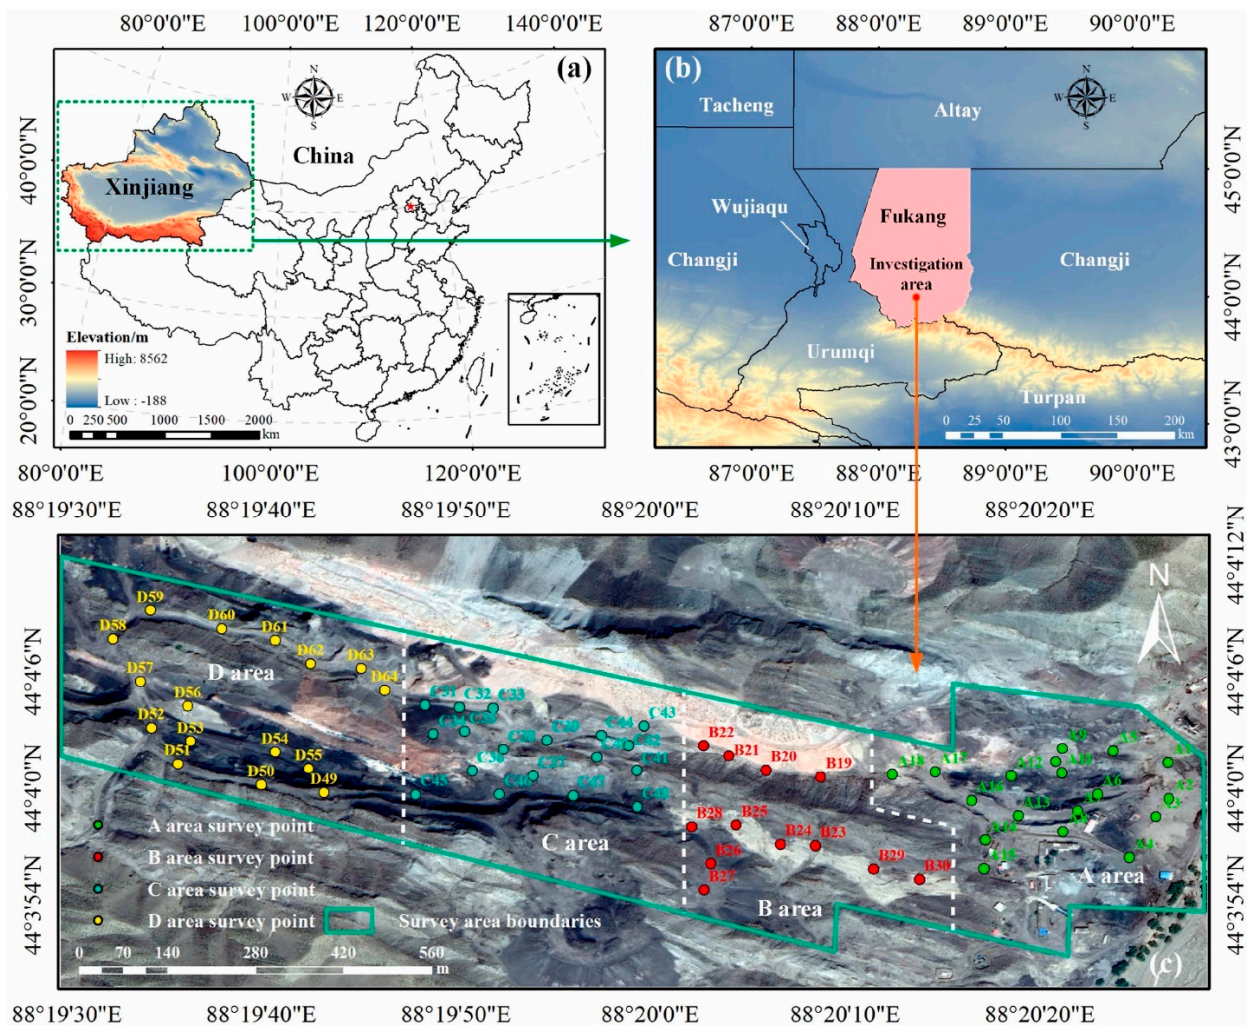 80°0'0"E 100°0'0"E 120°0'0"E 140°0'0"E
87°0'0"E 88°0'0"E 89°0'0"E 90°0'0"E
(a)
N
W E
S
China
Xinjiang
40°0'0"N
30°0'0"N
20°0'0"N
Elevation/m
High: 8562
Low : -188
0 250 500 1000 1500 2000
km
80°0'0"E 100°0'0"E 120°0'0"E
(b)
N
W E
S
Tacheng
Altay
Wujiaqu
Fukang
Changji
Investigation
area
Changji
Urumqi
Turpan
0 25 50 100 150 200
km
45°0'0"N
44°0'0"N
43°0'0"N
87°0'0"E 88°0'0"E 89°0'0"E 90°0'0"E
88°19'30"E 88°19'40"E 88°19'50"E 88°20'0"E 88°20'10"E 88°20'20"E
44°4'12"N
44°4'6"N
44°4'0"N
44°3'54"N
44°4'6"N
44°4'0"N
44°3'54"N
N
D59
D58
D60
D61
D62
D63
D64
D57
D area
D56
D52
D53
D51
D54
D55
D50
D49
C31
C32
C33
C43
C42
C41
C45
C46
C47
C48
C37
C area
B22
B21
B20
B19
B28
B25
B24
B23
B26
B27
B29
B30
B area
A18
A17
A9
A12
A6
A2
A16
A13
A15
A area
A area survey point
B area survey point
C area survey point
D area survey point
Survey area boundaries
0 70 140 280 420 560
m
(c)
88°19'30"E 88°19'40"E 88°19'50"E 88°20'0"E 88°20'10"E 88°20'20"E